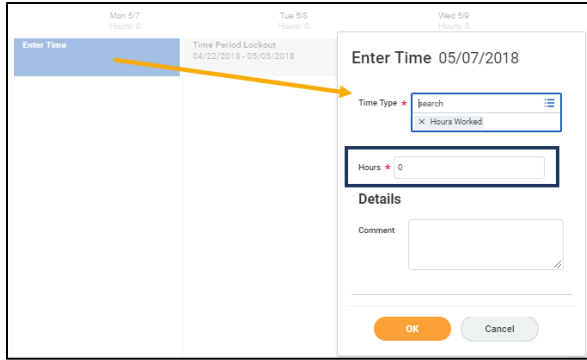 Mon 5/7
Hours: 0
Tue 5/8
Hours: 0
Wed 5/9
Hours: 0
Enter Time
Time Period Lockout
04/22/2018 - 05/05/2018
Enter Time 05/07/2018
Time Type *
search
× Hours Worked
Hours * 0
Details
Comment
OK
Cancel